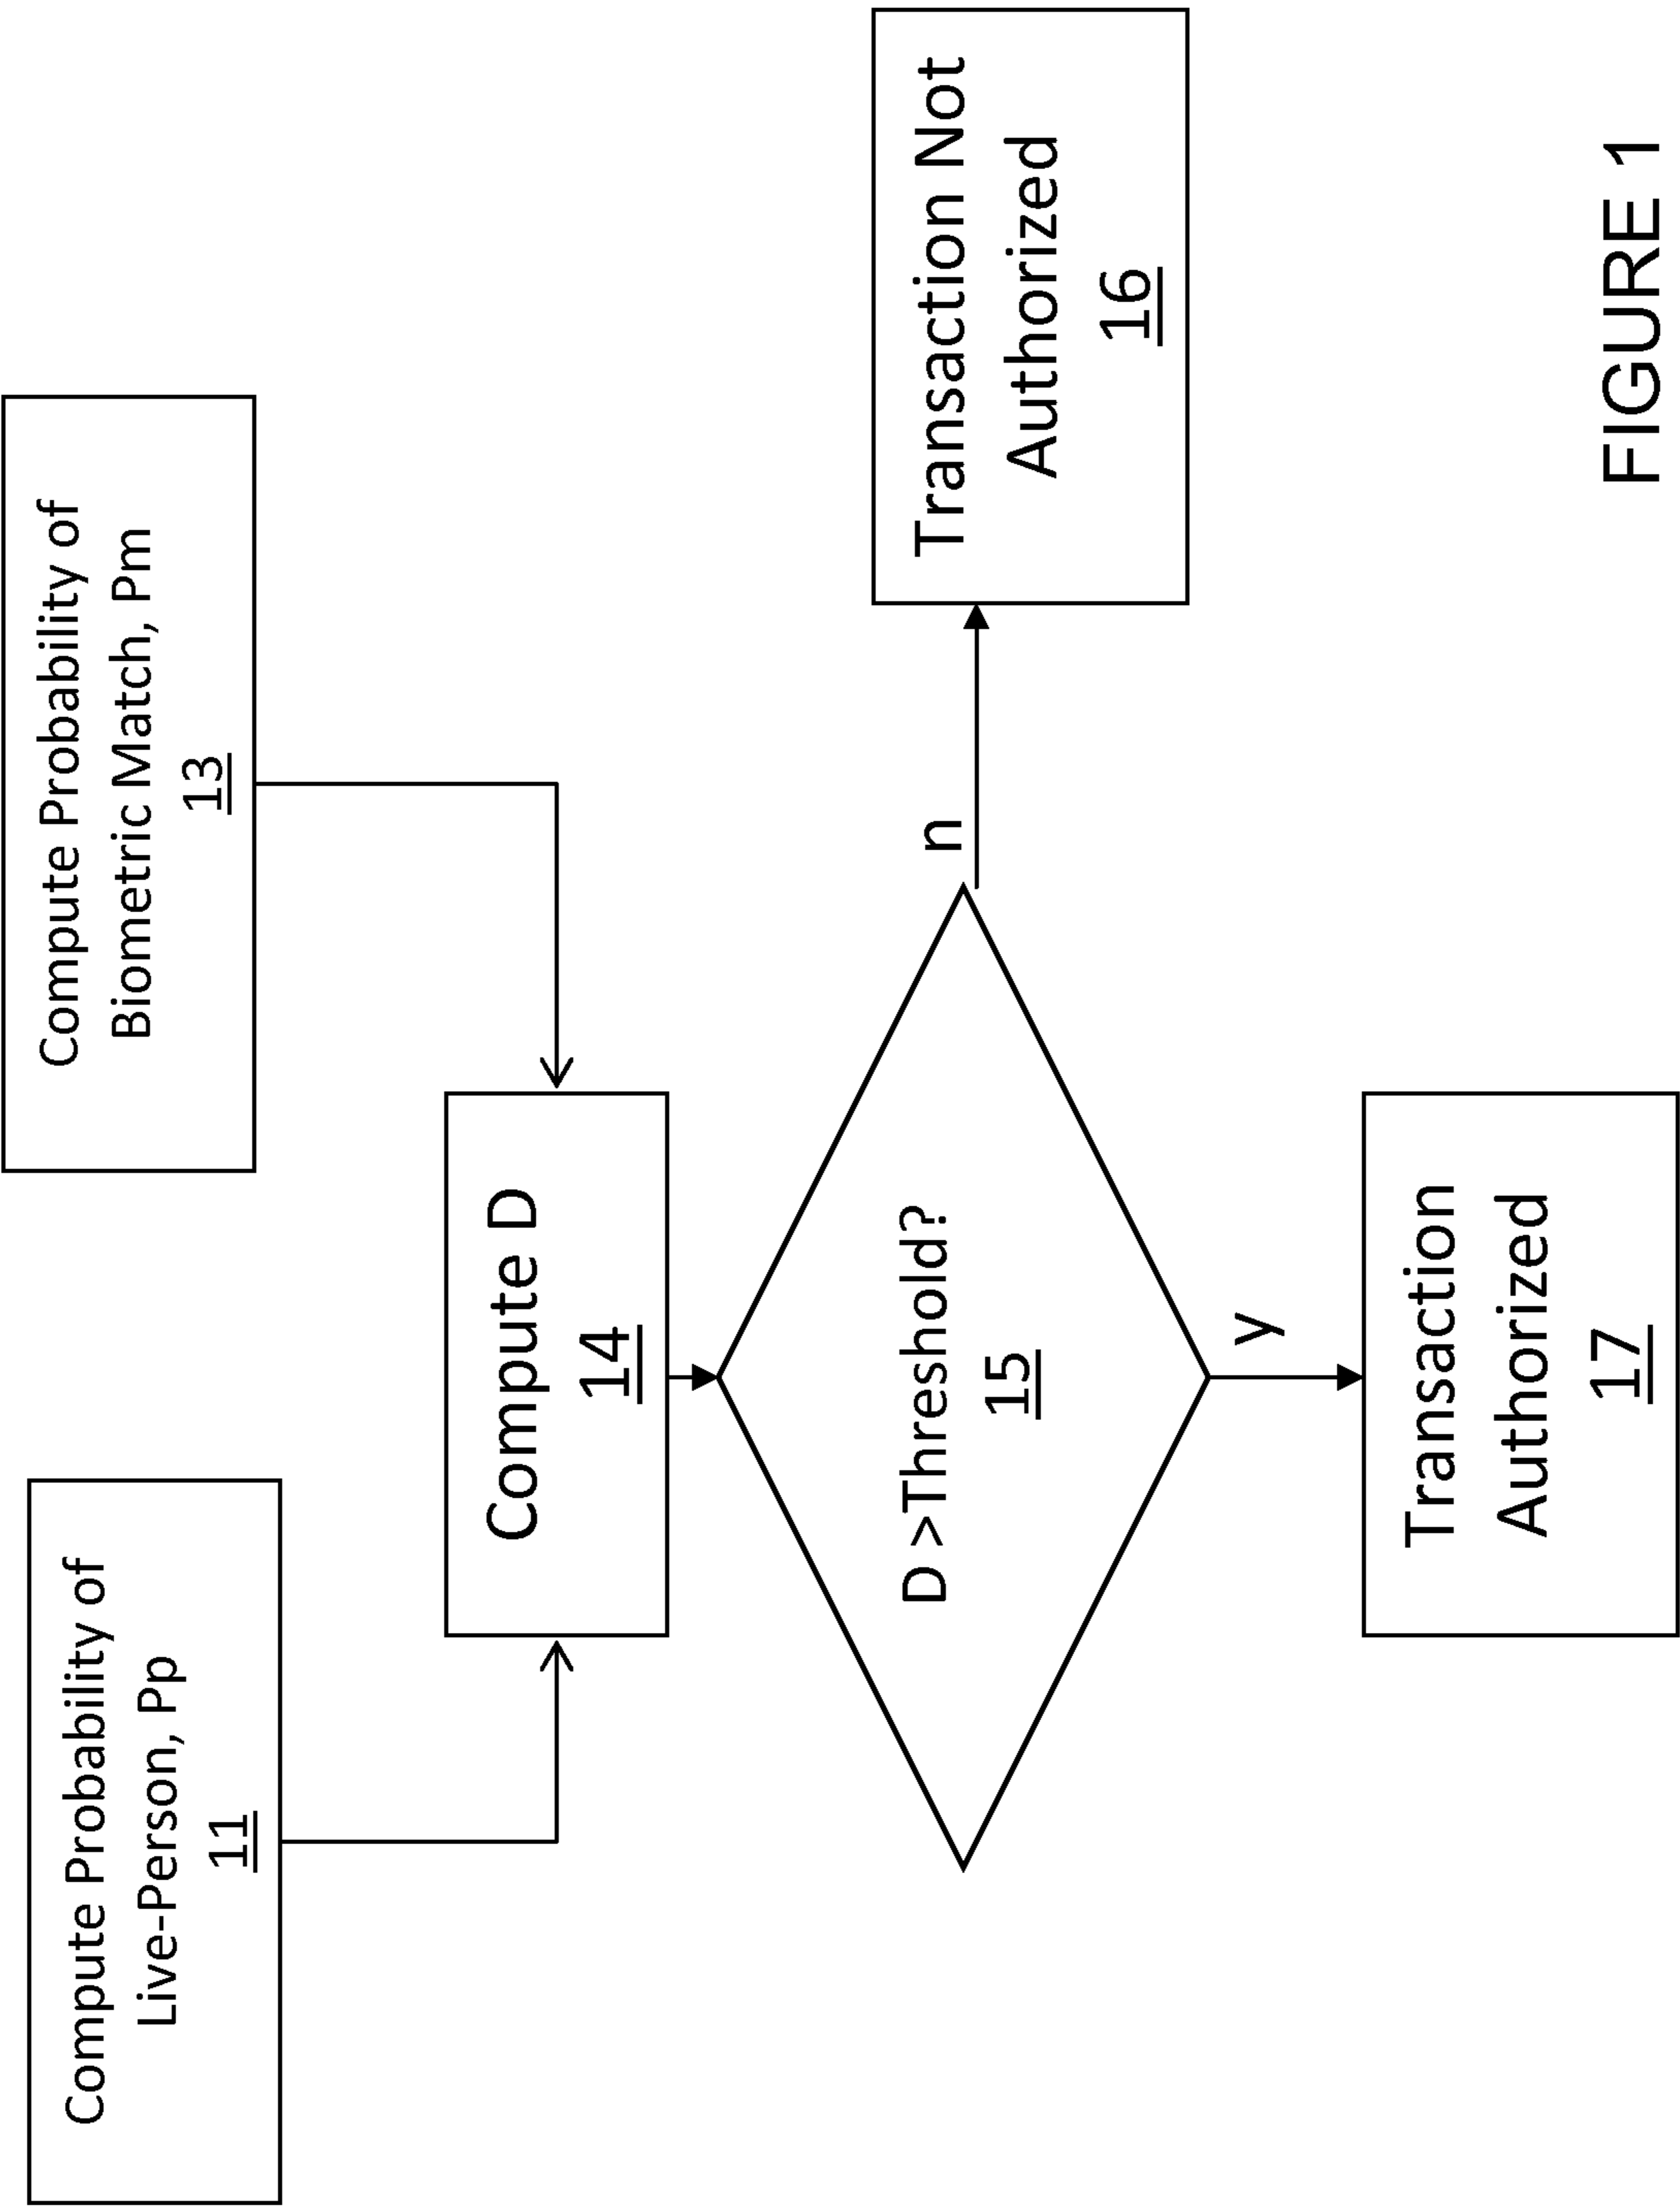 Compute Probability of
Live-Person, Pp
11
Compute Probability of
Biometric Match, Pm
13
Compute D
14
D >Threshold?
15
n
Transaction Not
Authorized
16
y
Transaction
Authorized
17
FIGURE 1